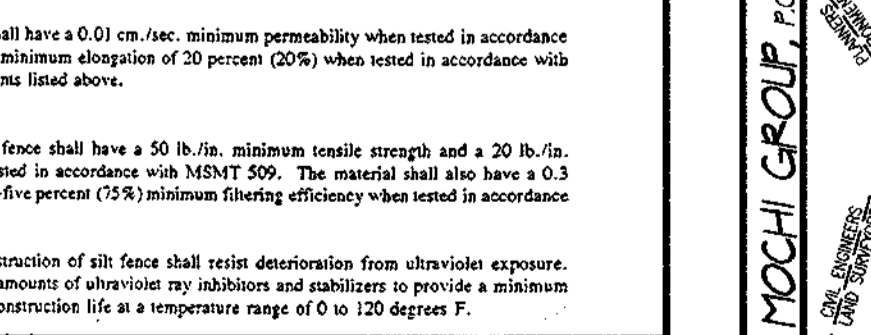 all have a 0.01 cm./sec. minimum permeability when tested in accordance
minimum elongation of 20 percent (20%) when tested in accordance with
nts listed above.
fence shall have a 50 lb./in. minimum tensile strength and a 20 lb./in.
sted in accordance with MSMT 509. The material shall also have a 0.3
-five percent (75%) minimum filtering efficiency when tested in accordance
struction of silt fence shall resist deterioration from ultraviolet exposure.
amounts of ultraviolet ray inhibitors and stabilizers to provide a minimum
onstruction life at a temperature range of 0 to 120 degrees F.
MOCHI GROUP, P.C
PLANNERS
CIVIL ENGINEERS
LAND SURVEYORS